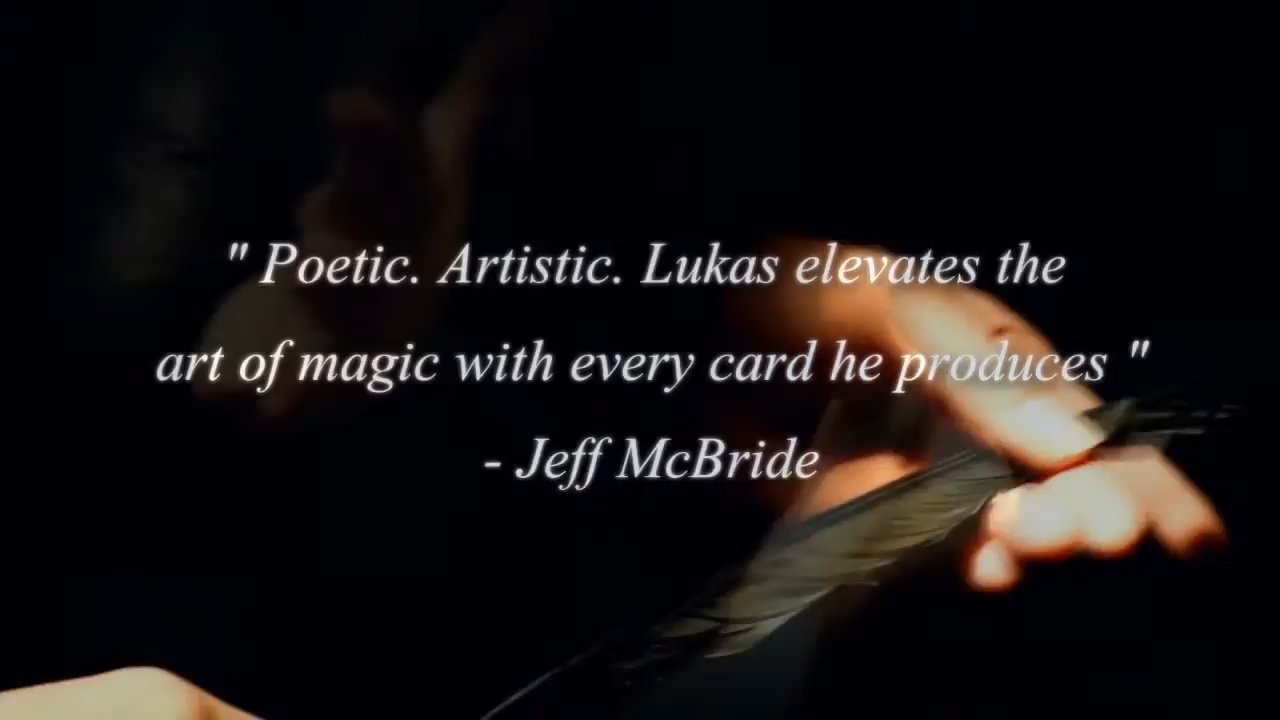 " Poetic. Artistic. Lukas elevates the
art of magic with every card he produces "
- Jeff McBride